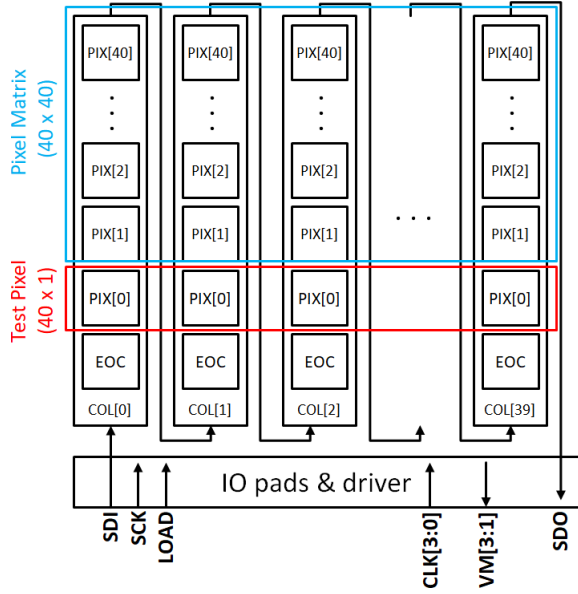 Pixel Matrix
(40 x 40)
Test Pixel
(40 x 1)
PIX[40] PIX[40] PIX[40] PIX[40]
PIX[2] PIX[2] PIX[2] PIX[2]
PIX[1] PIX[1] PIX[1] . . . PIX[1]
PIX[0] PIX[0] PIX[0] PIX[0]
EOC EOC EOC EOC
COL[0] COL[1] COL[2] COL[39]
IO pads & driver
SDI
SCK
LOAD
CLK[3:0]
VM[3:1]
SDO